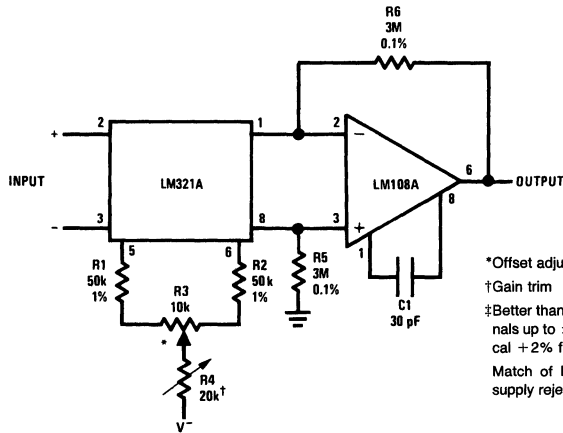 R6
3M
0.1%
2
1
2
6
+
−
INPUT
LM321A
LM108A
OUTPUT
8
−
3
8
3
+
5
6
1
R1
50k
1%
R3
10k
R2
50k
1%
R5
3M
0.1%
C1
30 pF
*
R4
20k†
V−
*Offset adju
†Gain trim
‡Better than
nals up to
cal +2% f
Match of
supply reje